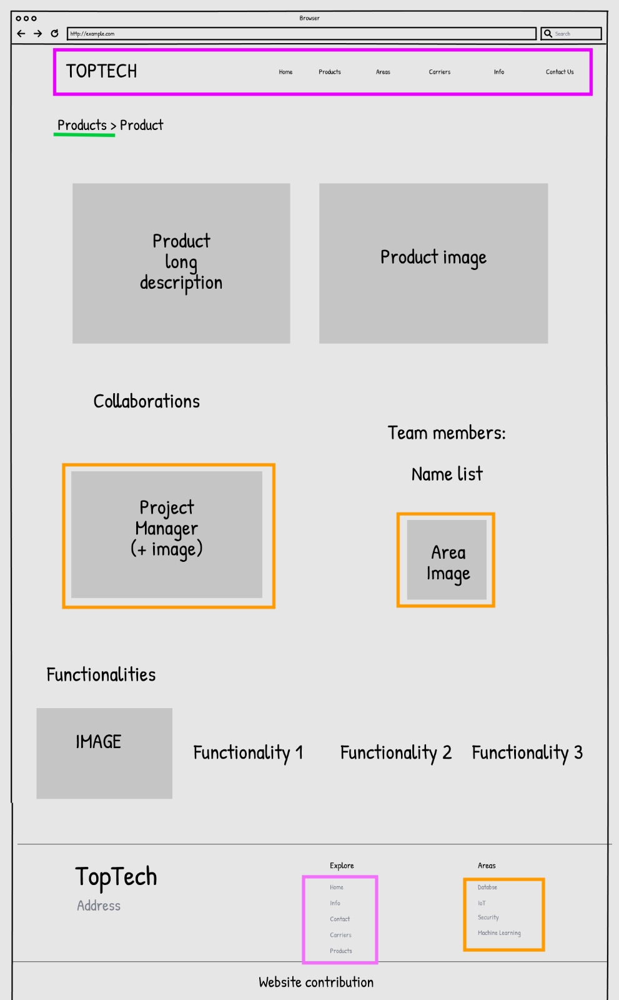 Browser
http://example.com
Search
TOPTECH
Home Products Areas Carriers Info Contact Us
Products > Product
Product
long
description
Product image
Collaborations
Team members:
Name list
Project
Manager
(+ image)
Area
Image
Functionalities
IMAGE
Functionality 1
Functionality 2
Functionality 3
TopTech
Address
Explore
Home
Info
Contact
Carriers
Products
Areas
Databse
IoT
Security
Machine Learning
Website contribution